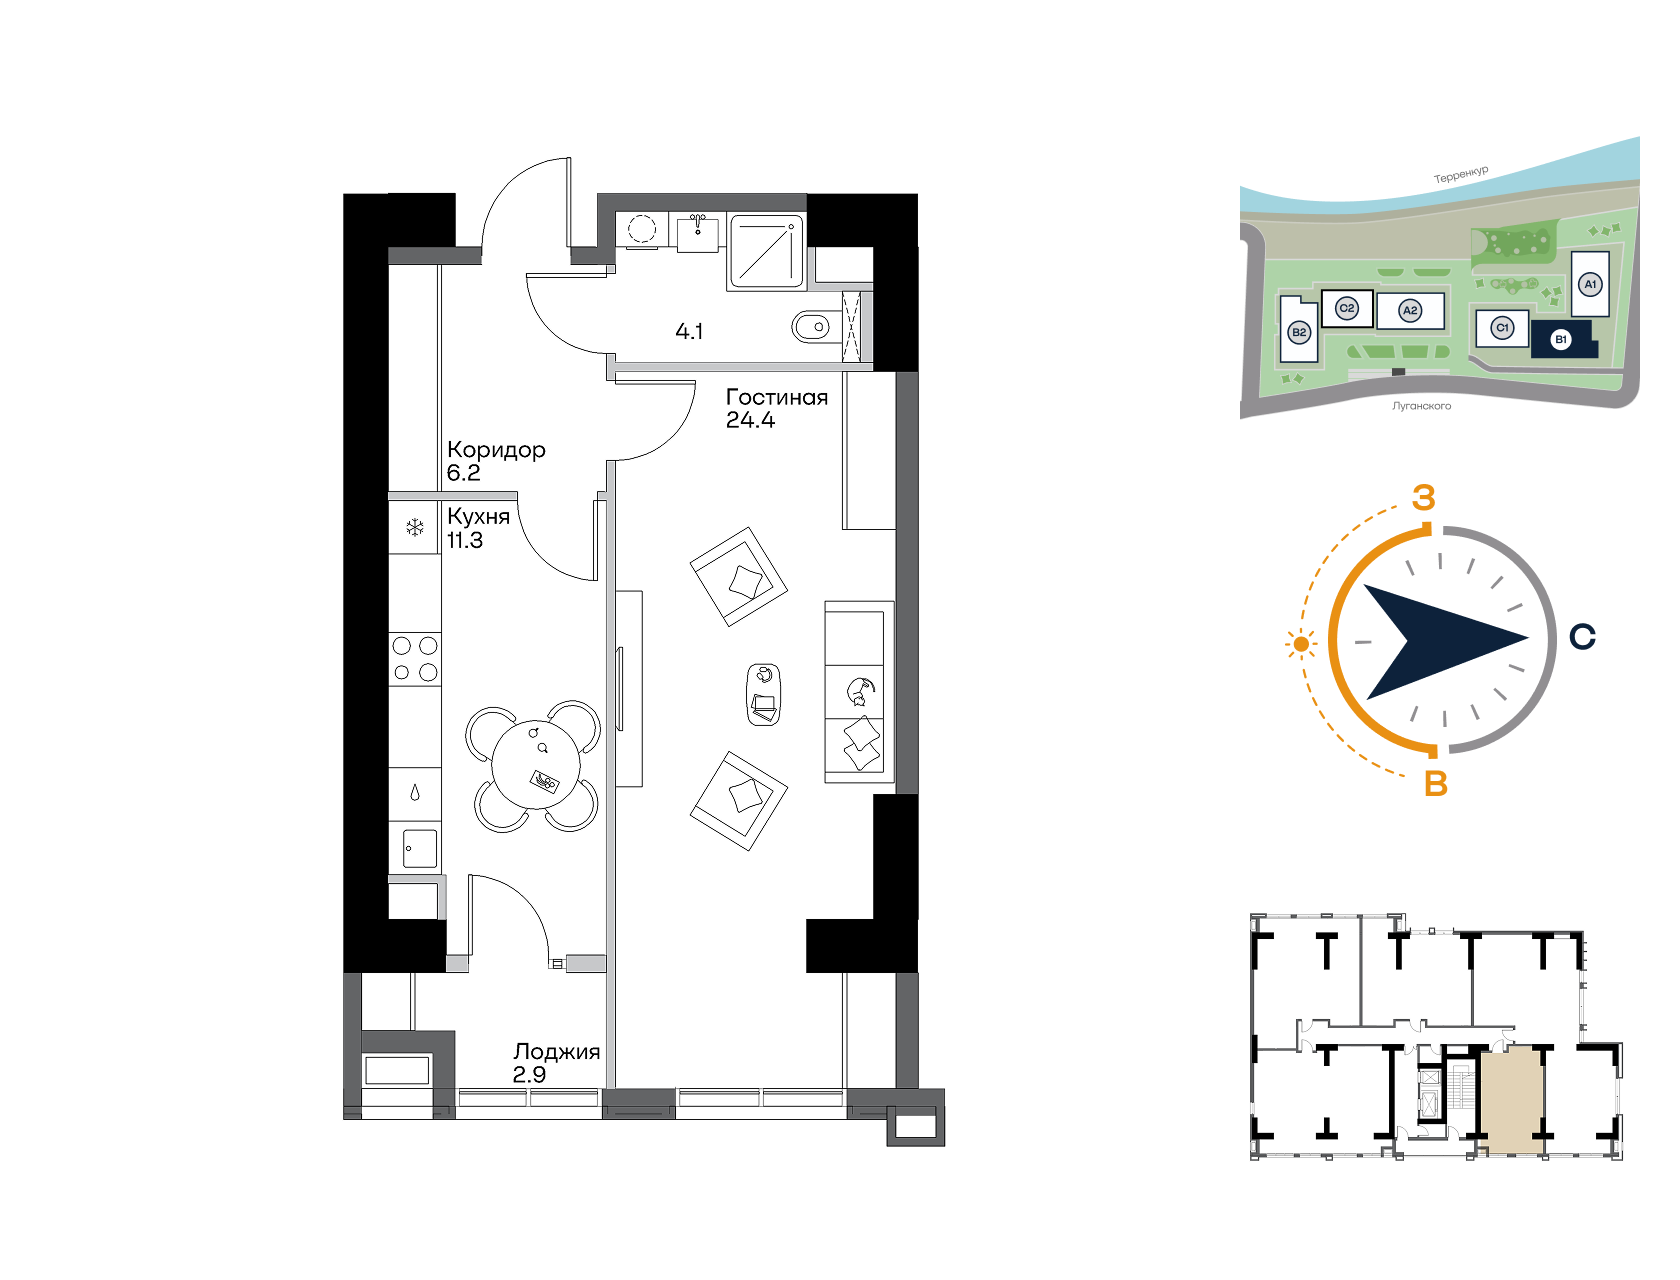 4.1
Гостиная
24.4
Коридор
6.2
Кухня
11.3
Лоджия
2.9
Терренкур
A1
C2
A2
B2
C1
B1
Луганского
З
С
В